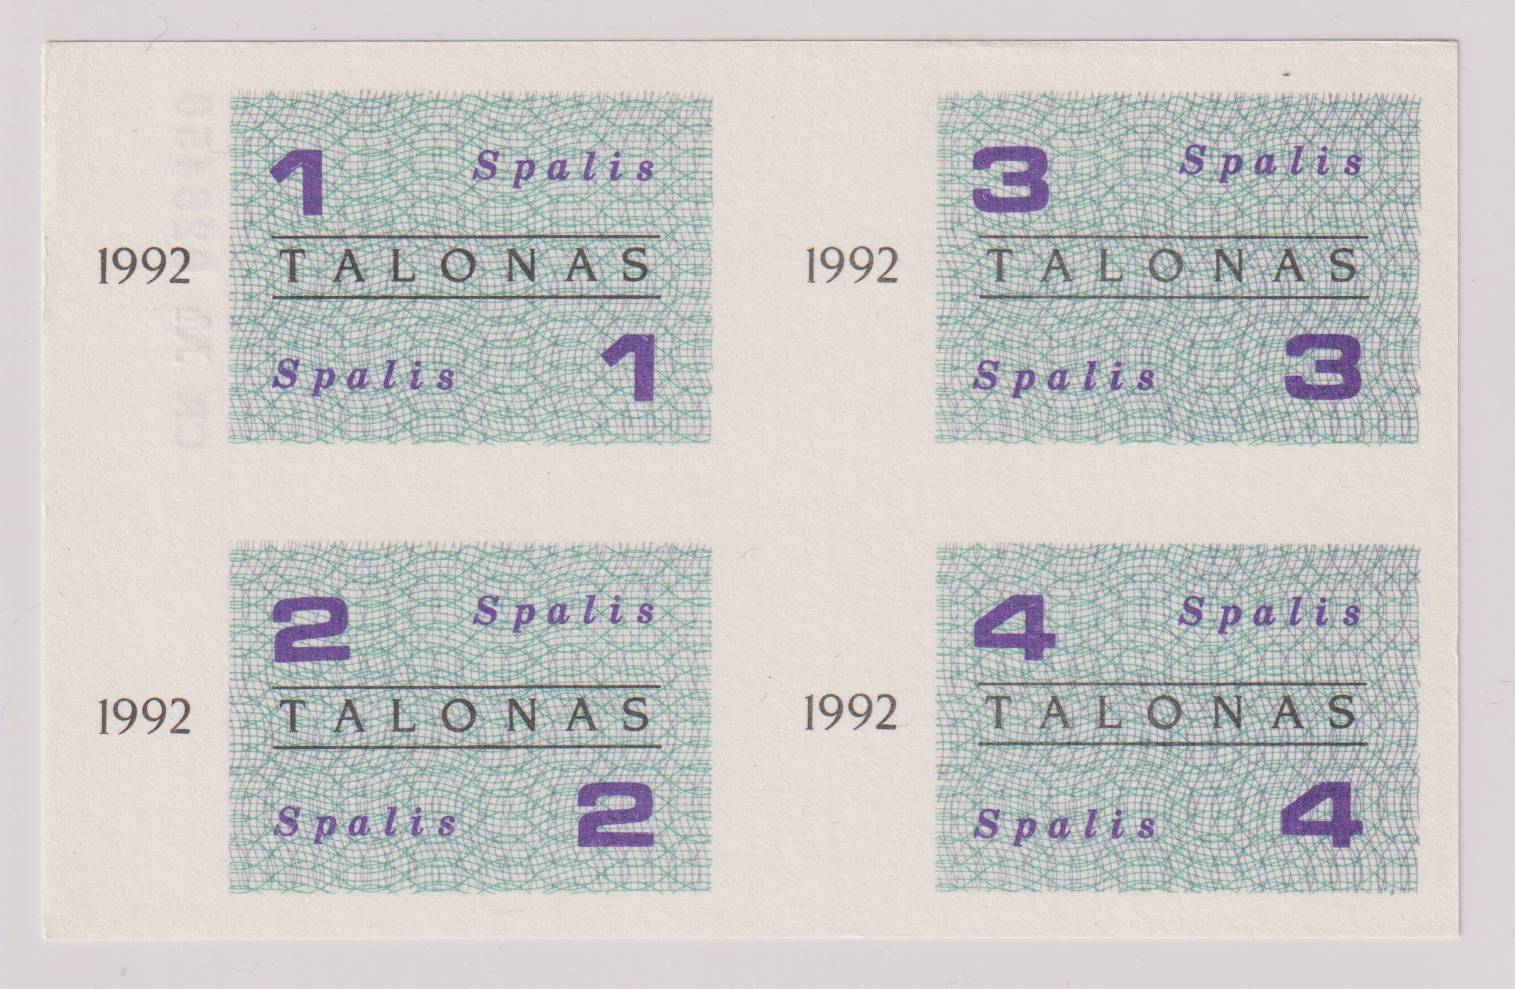 1 Spalis
1992 TALONAS
Spalis 1
3 Spalis
1992 TALONAS
Spalis 3
2 Spalis
1992 TALONAS
Spalis 2
4 Spalis
1992 TALONAS
Spalis 4